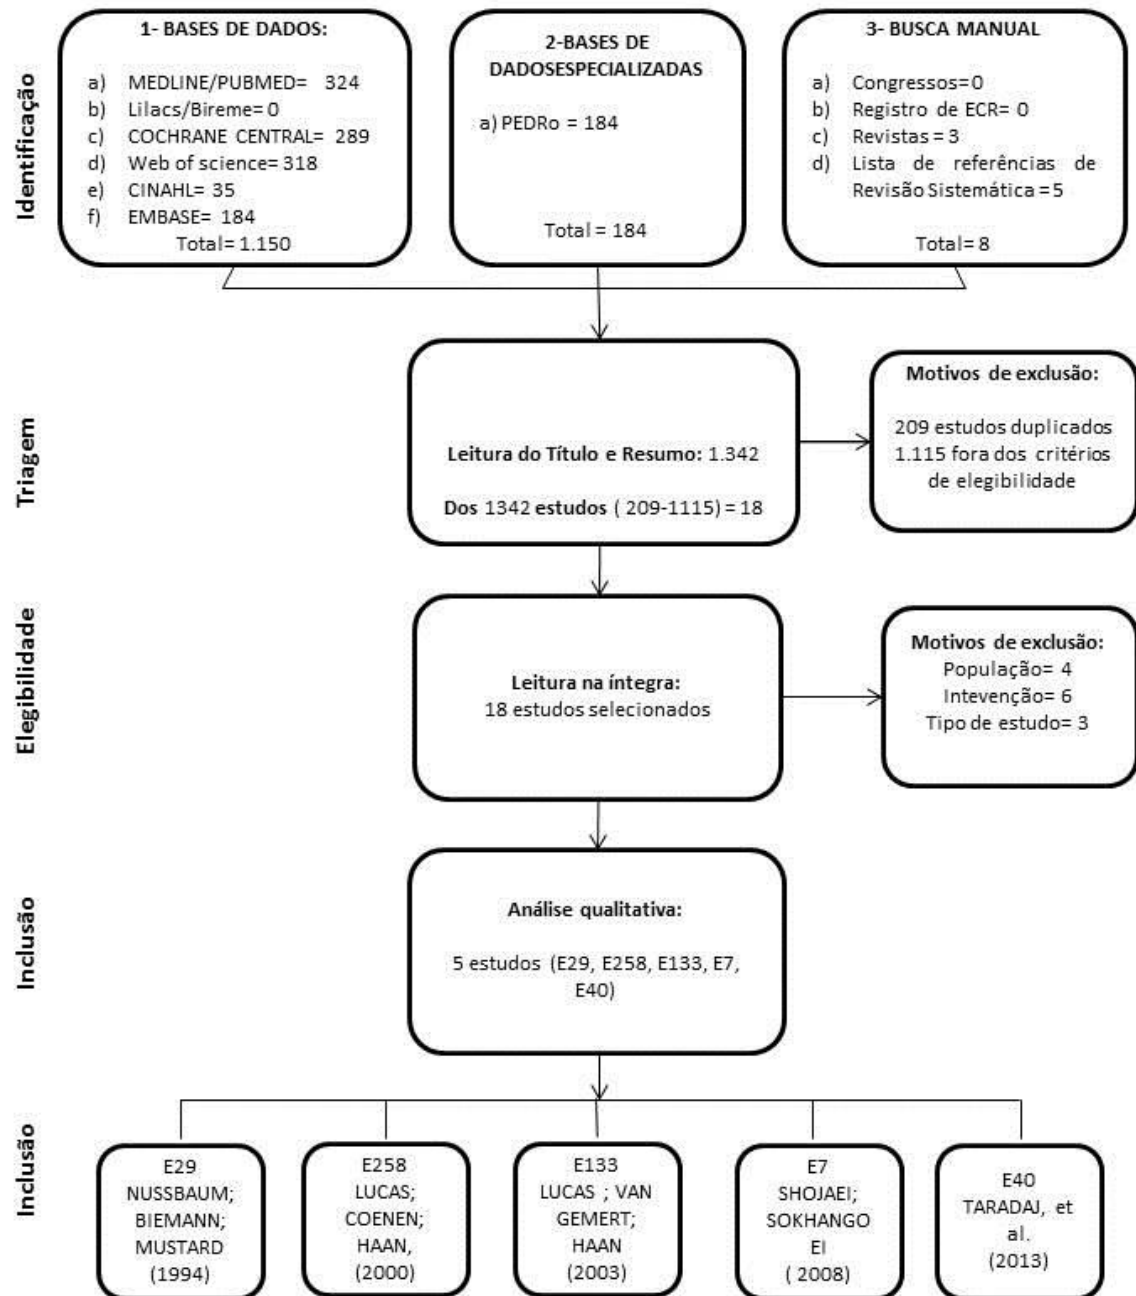 Identificação
1- BASES DE DADOS:
a) MEDLINE/PUBMED= 324
b) Lilacs/Bireme= 0
c) COCHRANE CENTRAL= 289
d) Web of science= 318
e) CINAHL= 35
f) EMBASE= 184
Total= 1.150
2-BASES DE
DADOSESPECIALIZADAS
a) PEDRo = 184
Total = 184
3- BUSCA MANUAL
a) Congressos=0
b) Registro de ECR= 0
c) Revistas = 3
d) Lista de referências de
Revisão Sistemática =5
Total= 8
Triagem
Leitura do Título e Resumo: 1.342
Dos 1342 estudos ( 209-1115) = 18
Motivos de exclusão:
209 estudos duplicados
1.115 fora dos critérios
de elegibilidade
Elegibilidade
Leitura na íntegra:
18 estudos selecionados
Motivos de exclusão:
População= 4
Intevenção= 6
Tipo de estudo= 3
Inclusão
Análise qualitativa:
5 estudos (E29, E258, E133, E7,
E40)
Inclusão
E29
NUSSBAUM;
BIEMANN;
MUSTARD
(1994)
E258
LUCAS;
COENEN;
HAAN,
(2000)
E133
LUCAS ; VAN
GEMERT;
HAAN
(2003)
E7
SHOJAEI;
SOKHANGO
EI
( 2008)
E40
TARADAJ, et
al.
(2013)